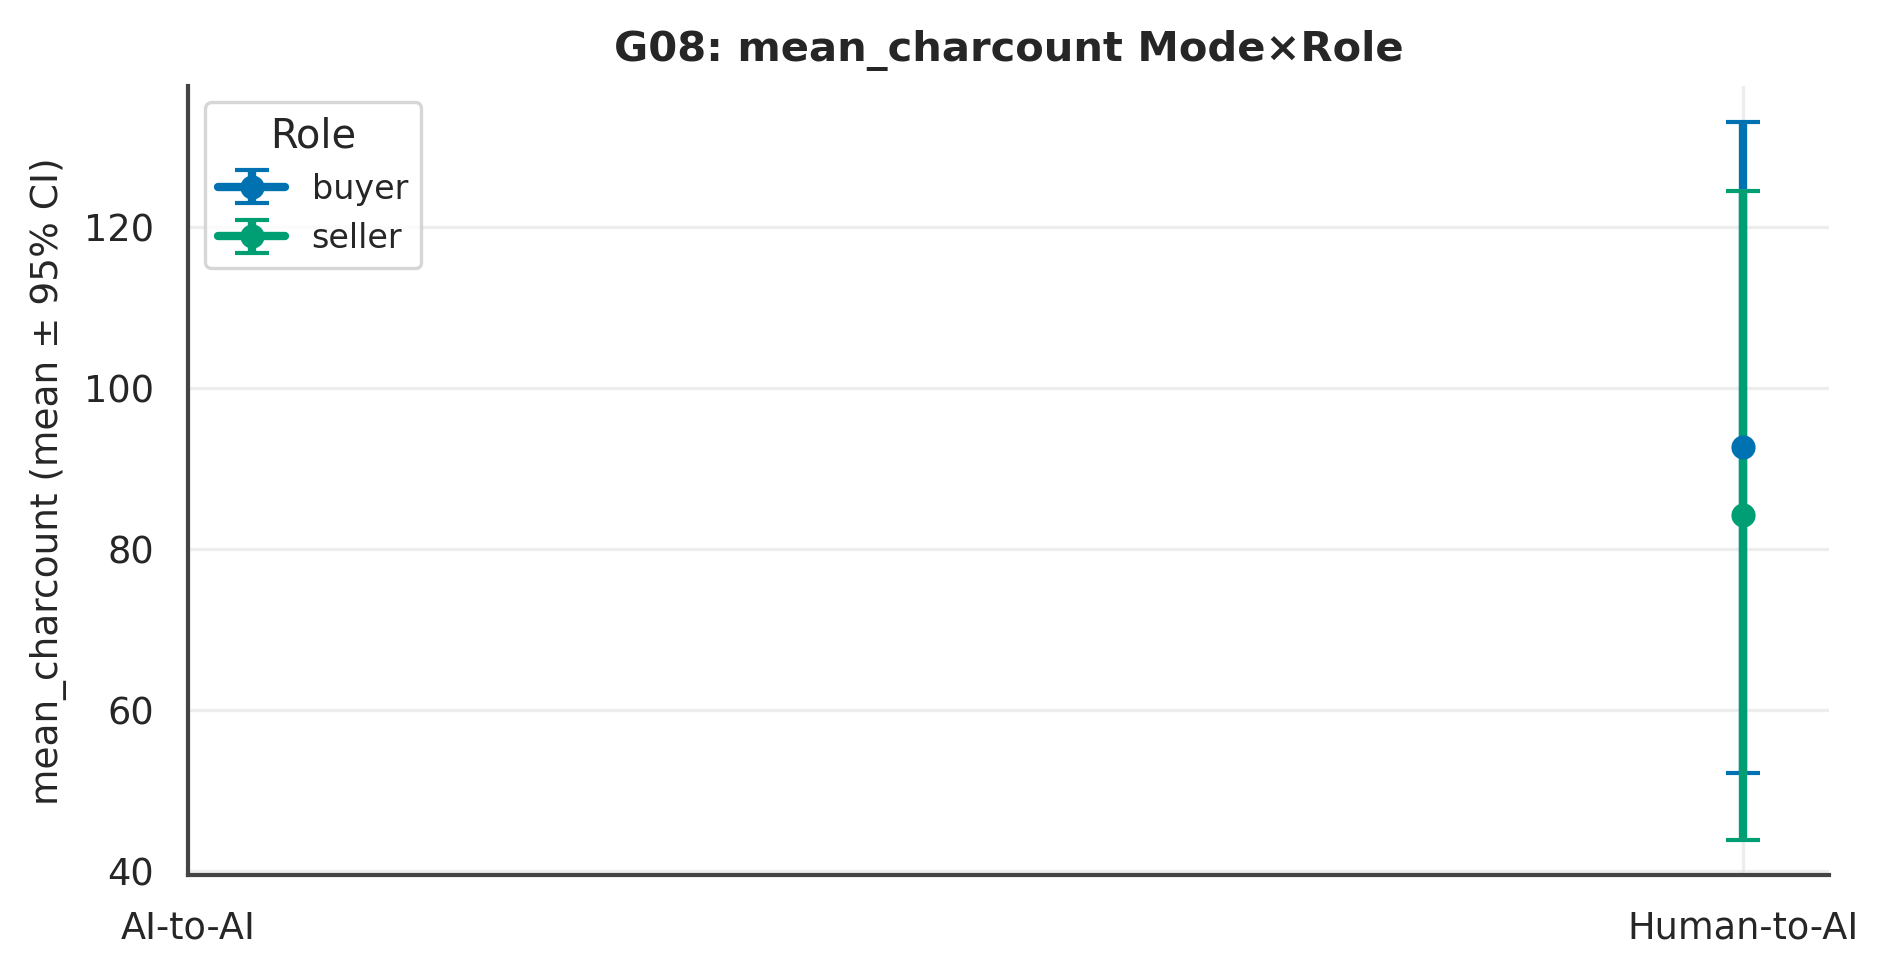 G08: mean_charcount Mode×Role
Role
buyer
seller
mean_charcount (mean ± 95% CI)
120
100
80
60
40
AI-to-AI
Human-to-AI